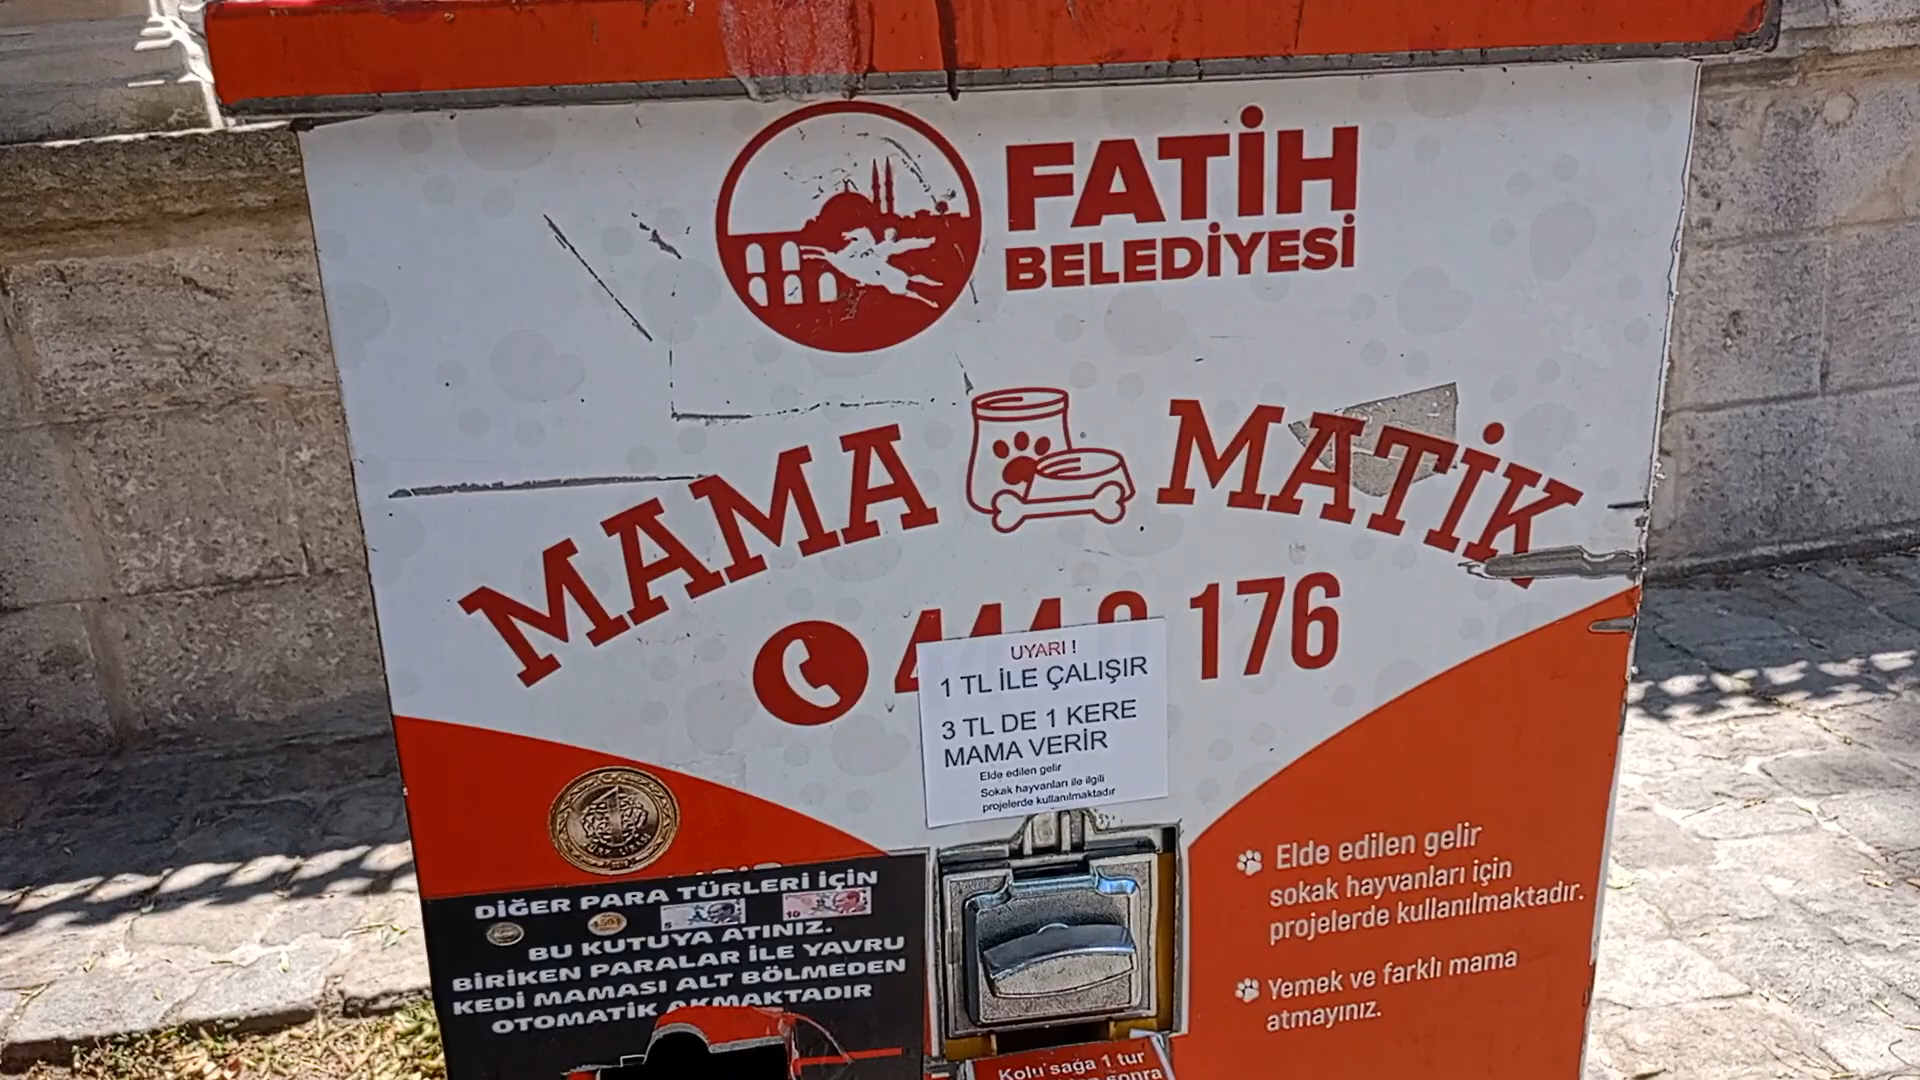 FATİH
BELEDİYESİ
MAMA MATİK
176
UYARI !
1 TL İLE ÇALIŞIR
3 TL DE 1 KERE
MAMA VERİR
Elde edilen gelir
Sokak hayvanları ile ilgili
projelerde kullanılmaktadır
DİĞER PARA TÜRLERİ İÇİN
BU KUTUYA ATINIZ.
BİRİKEN PARALAR İLE YAVRU
KEDİ MAMASI ALT BÖLMEDEN
OTOMATİK AKMAKTADIR
Elde edilen gelir
sokak hayvanları için
projelerde kullanılmaktadır.
Yemek ve farklı mama
atmayınız.
Kolu sağa 1 tur
sonra